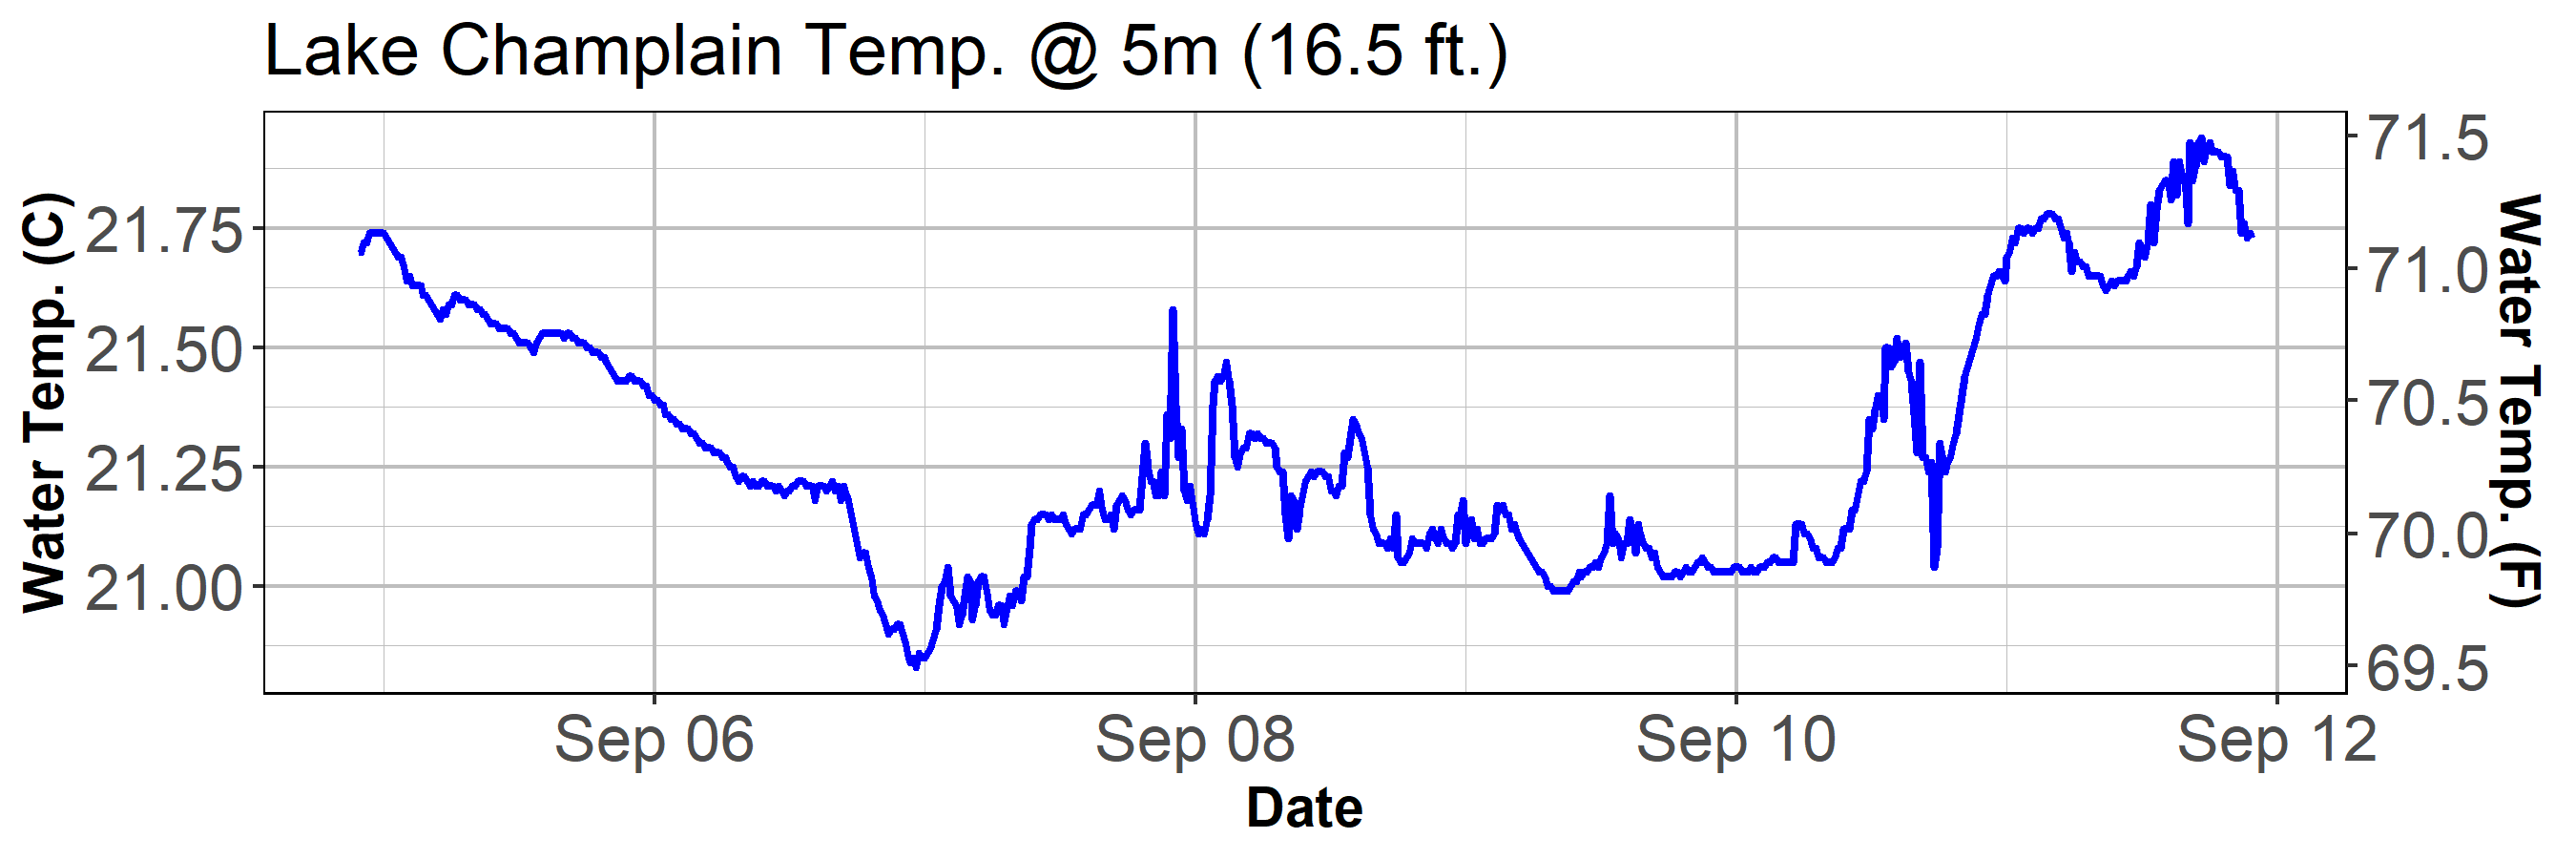 Lake Champlain Temp. @ 5m (16.5 ft.)
Water Temp. (C)
21.75
21.50
21.25
21.00
71.5
71.0
70.5
70.0
69.5
Water Temp. (F)
Sep 06
Sep 08
Sep 10
Sep 12
Date